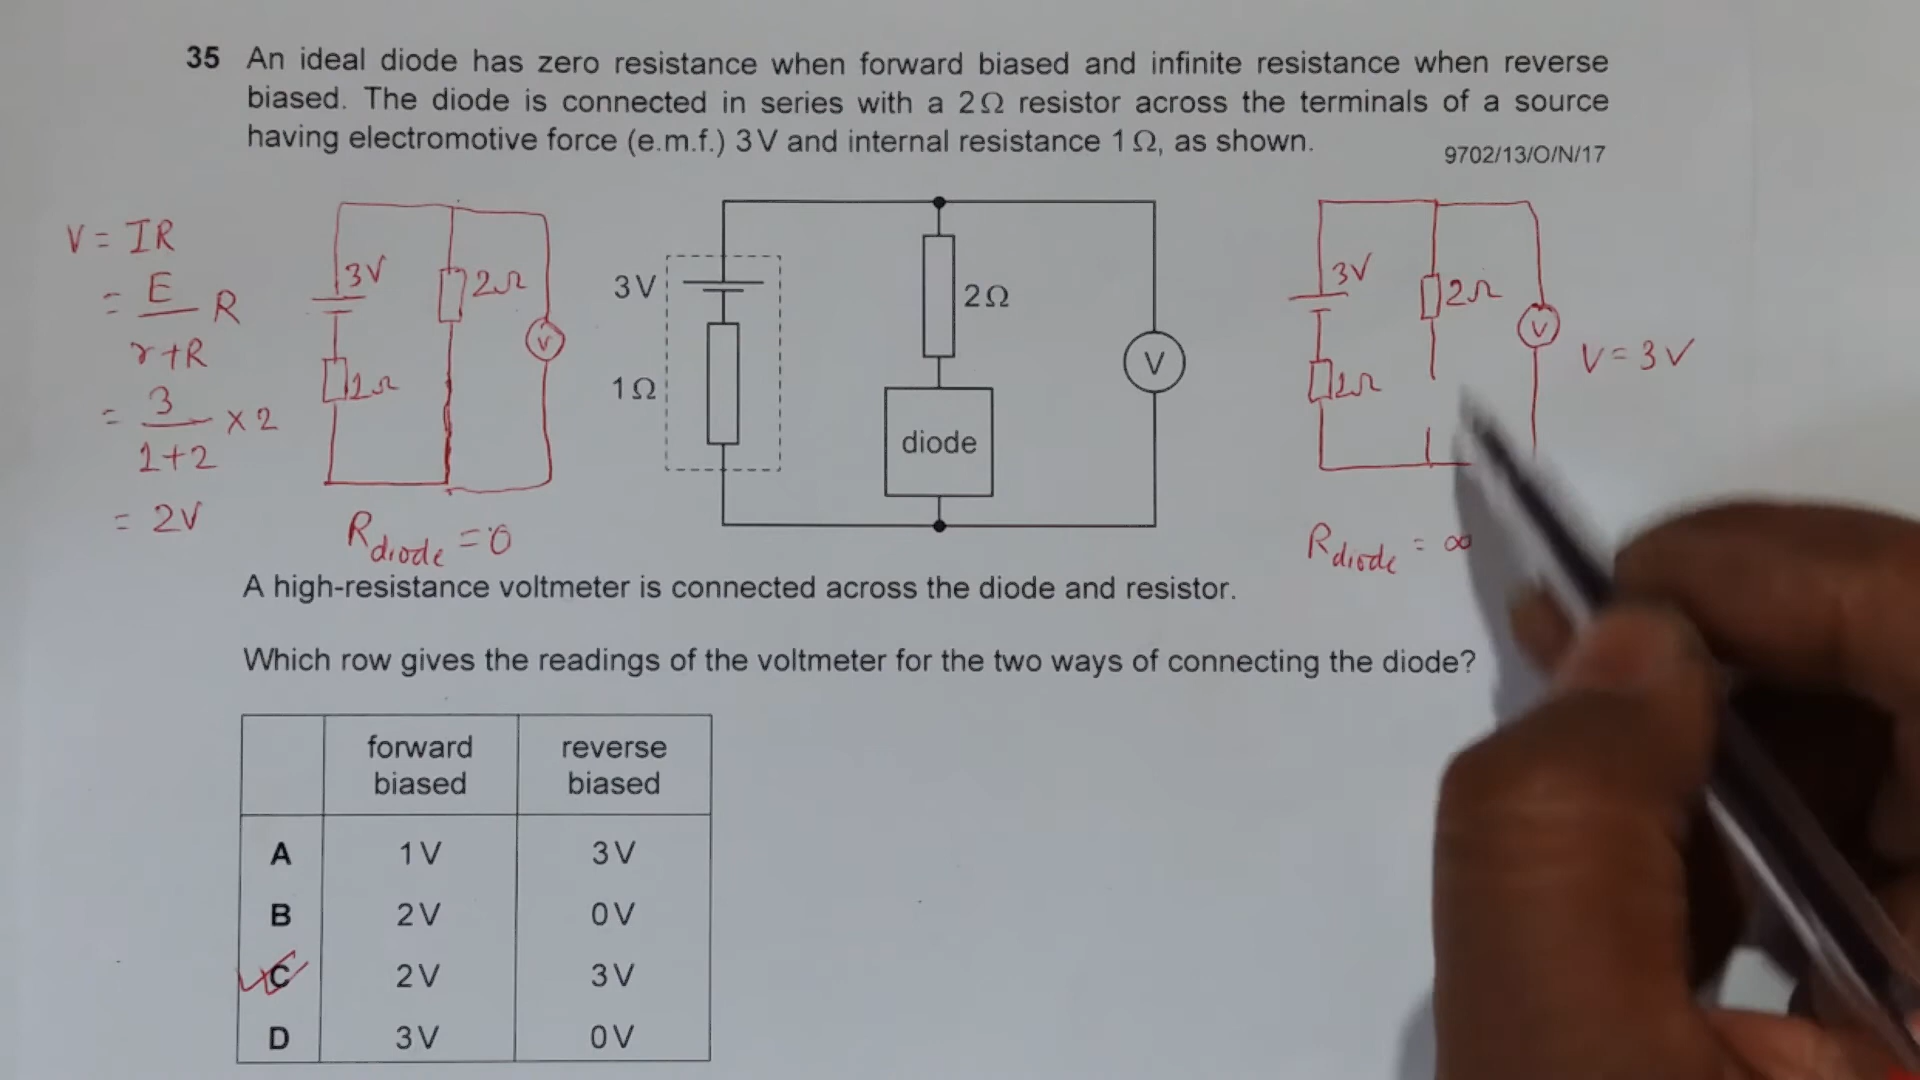 35 An ideal diode has zero resistance when forward biased and infinite resistance when reverse
biased. The diode is connected in series with a 2Ω resistor across the terminals of a source
having electromotive force (e.m.f.) 3V and internal resistance 1Ω, as shown.
9702/13/O/N/17
V = IR
= E/(r+R) R
= 3/(1+2) × 2
= 2V
3V
2Ω
1Ω
V
R diode = 0
3V
1Ω
2Ω
diode
V
3V
2Ω
1Ω
V
V = 3V
R diode = ∞
A high-resistance voltmeter is connected across the diode and resistor.
Which row gives the readings of the voltmeter for the two ways of connecting the diode?
forward biased reverse biased
A 1V 3V
B 2V 0V
C 2V 3V
D 3V 0V